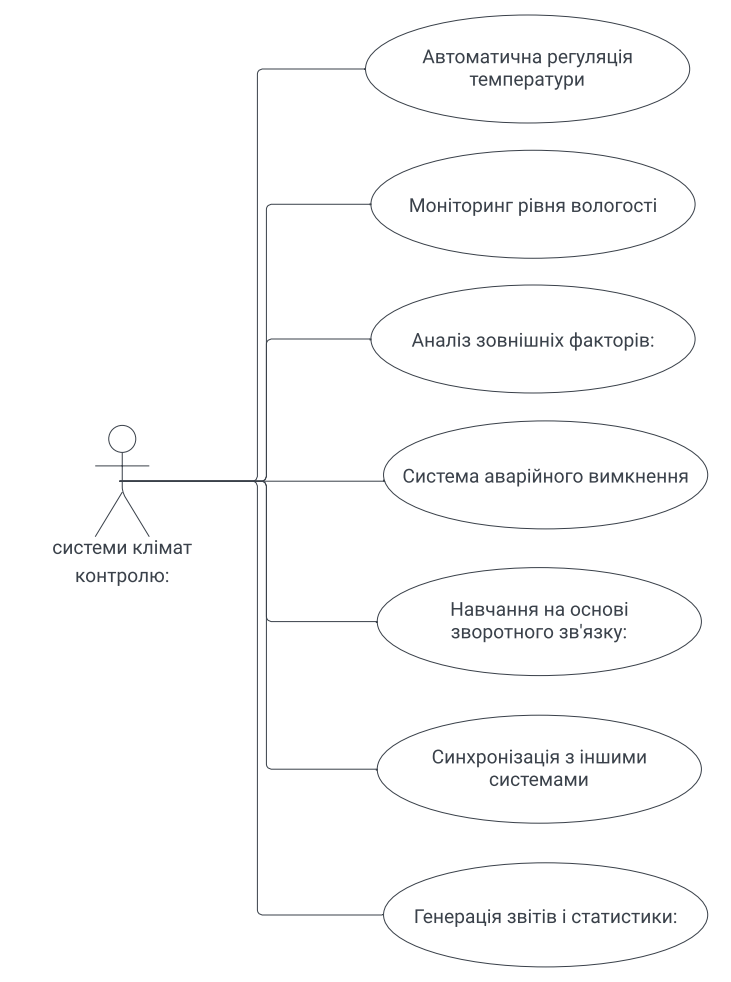 Автоматична регуляція
температури
Моніторинг рівня вологості
Аналіз зовнішніх факторів:
Система аварійного вимкнення
системи клімат
контролю:
Навчання на основі
зворотного зв'язку:
Синхронізація з іншими
системами
Генерація звітів і статистики: